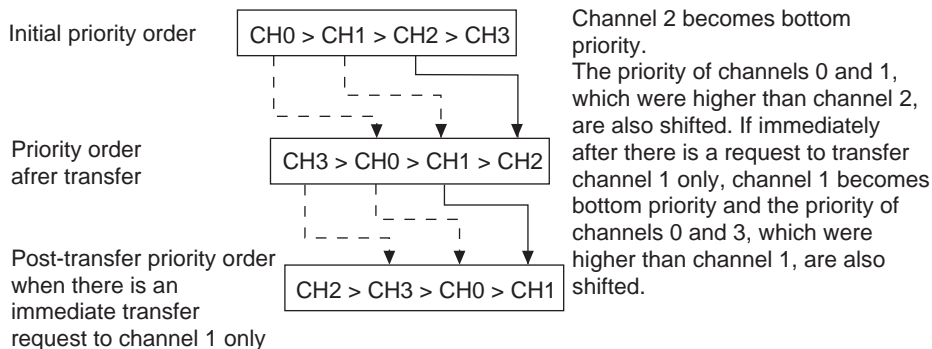 Initial priority order
CH0 > CH1 > CH2 > CH3
Priority order
afrer transfer
CH3 > CH0 > CH1 > CH2
Post-transfer priority order
when there is an
immediate transfer
request to channel 1 only
CH2 > CH3 > CH0 > CH1
Channel 2 becomes bottom
priority.
The priority of channels 0 and 1,
which were higher than channel 2,
are also shifted. If immediately
after there is a request to transfer
channel 1 only, channel 1 becomes
bottom priority and the priority of
channels 0 and 3, which were
higher than channel 1, are also
shifted.